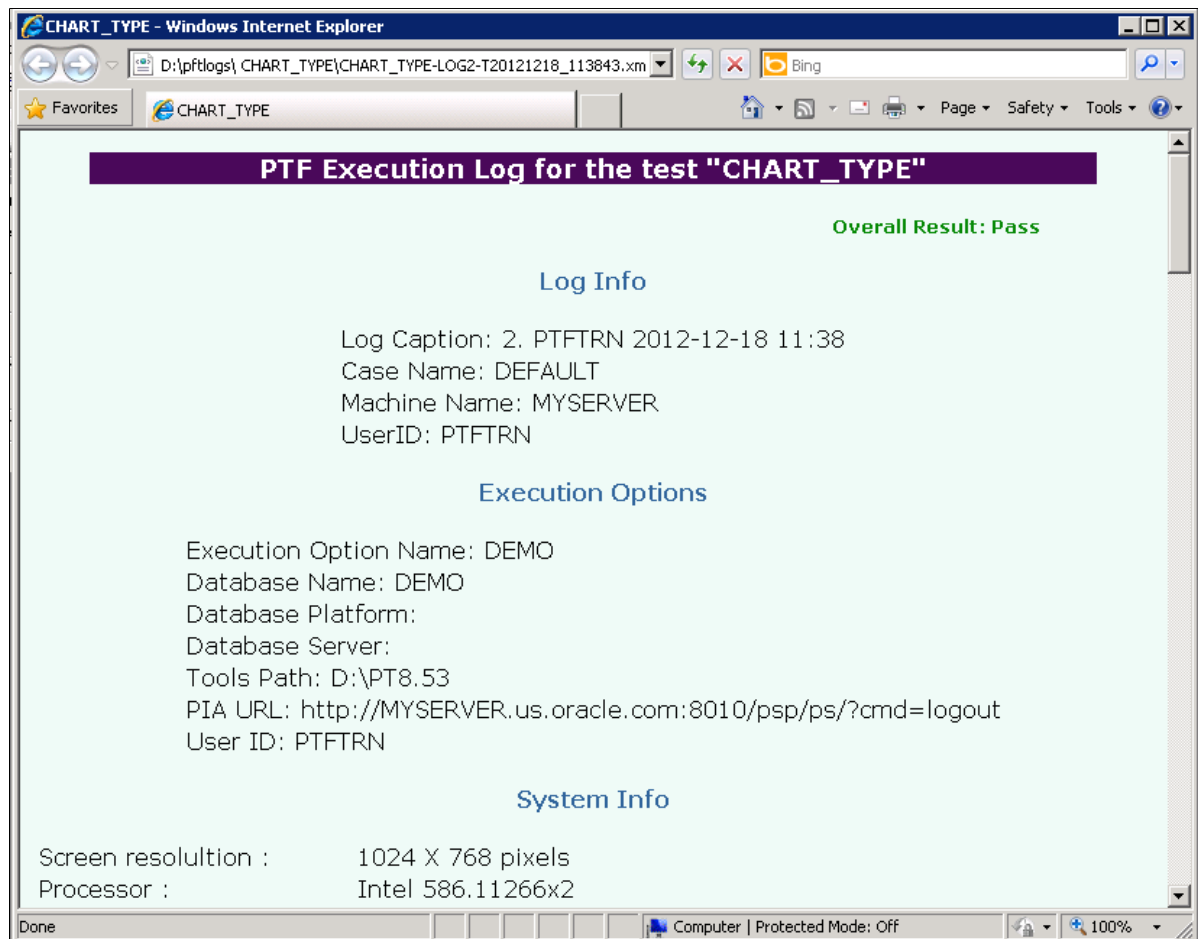 CHART_TYPE - Windows Internet Explorer
D:\pftlogs\ CHART_TYPE\CHART_TYPE-LOG2-T20121218_113843.xm
Bing
Favorites
CHART_TYPE
Page
Safety
Tools
PTF Execution Log for the test "CHART_TYPE"
Overall Result: Pass
Log Info
Log Caption: 2. PTFTRN 2012-12-18 11:38
Case Name: DEFAULT
Machine Name: MYSERVER
UserID: PTFTRN
Execution Options
Execution Option Name: DEMO
Database Name: DEMO
Database Platform:
Database Server:
Tools Path: D:\PT8.53
PIA URL: http://MYSERVER.us.oracle.com:8010/psp/ps/?cmd=logout
User ID: PTFTRN
System Info
Screen resolultion : 1024 X 768 pixels
Processor : Intel 586.11266x2
Done
Computer | Protected Mode: Off
100%